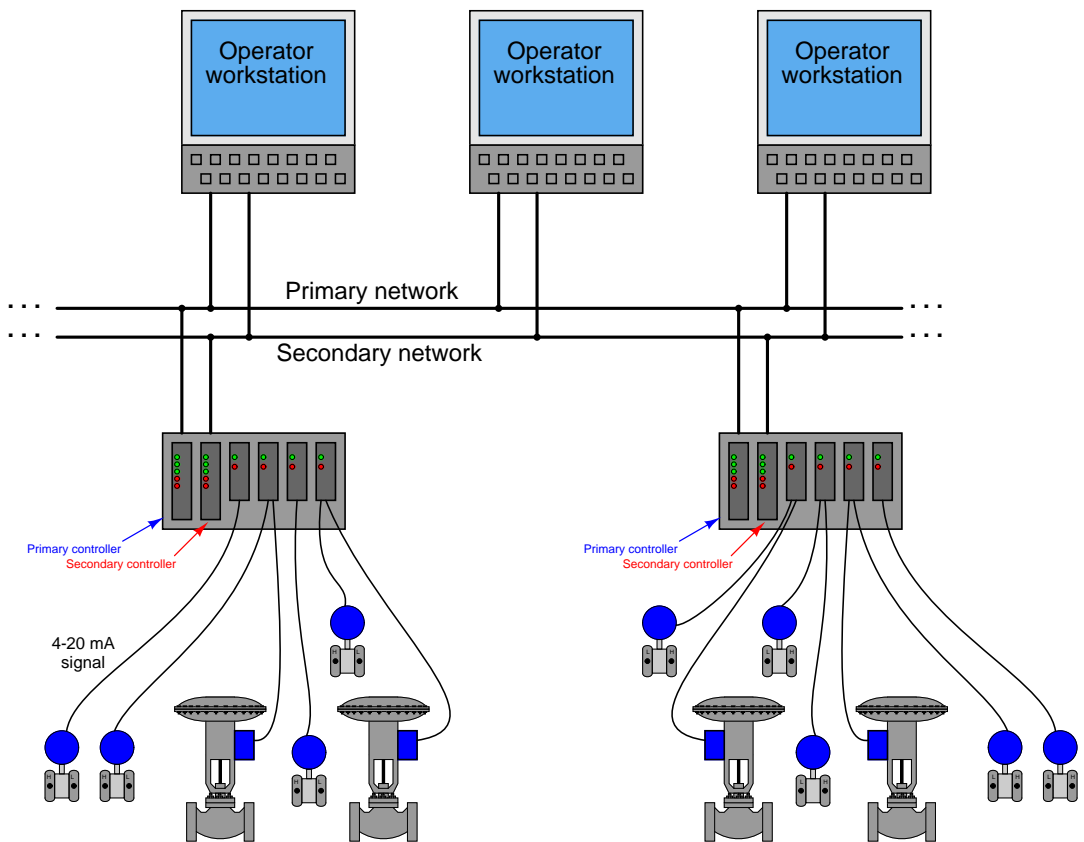 Operator
workstation
Operator
workstation
Operator
workstation
Primary network
. . .
. . .
. . .
. . .
Secondary network
Primary controller
Secondary controller
Primary controller
Secondary controller
4-20 mA
signal
H L
L H
L H
H L
H L
H L
L H
L H
L H